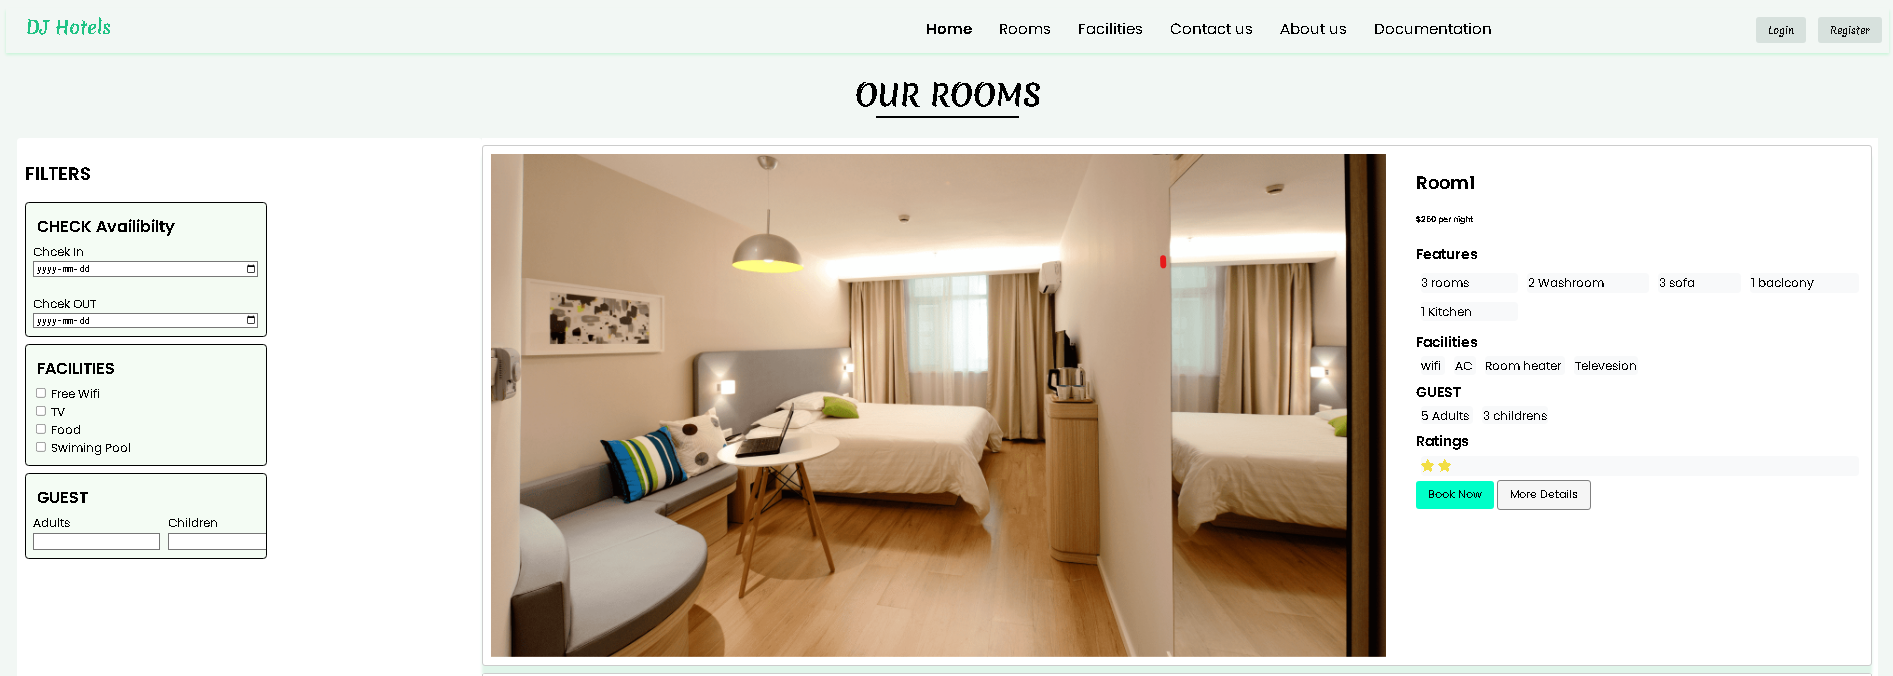 DJ Hotels
Home Rooms Facilities Contact us About us Documentation
Login Register
OUR ROOMS
FILTERS
CHECK Availibilty
Chcek In
yyyy-mm-dd
Chcek OUT
yyyy-mm-dd
FACILITIES
Free Wifi
TV
Food
Swiming Pool
GUEST
Adults Children
Room1
$250 per night
Features
3 rooms 2 Washroom 3 sofa 1 baclcony
1 Kitchen
Facilities
wifi AC Room heater Televesion
GUEST
5 Adults 3 childrens
Ratings
Book Now More Details